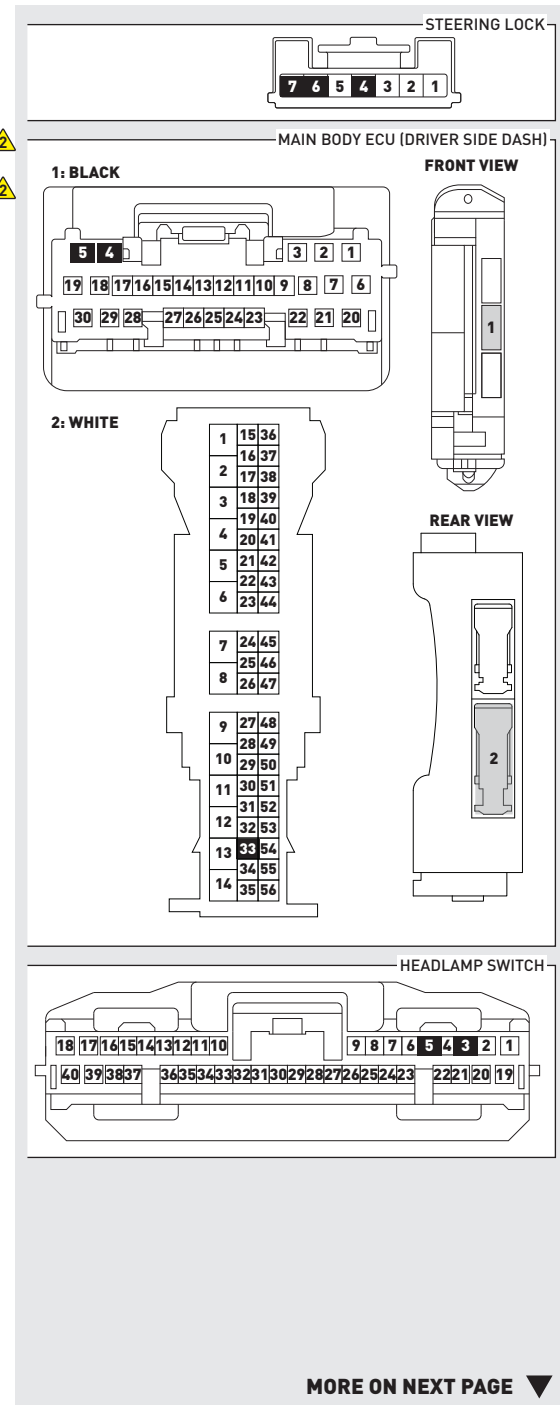 STEERING LOCK
7 6 5 4 3 2 1
MAIN BODY ECU (DRIVER SIDE DASH)
1: BLACK
FRONT VIEW
5 4 3 2 1
19 18 17 16 15 14 13 12 11 10 9 8 7 6
30 29 28 27 26 25 24 23 22 21 20
1
2: WHITE
1 15 36
16 37
2 17 38
3 18 39
19 40
4 20 41
5 21 42
22 43
6 23 44
7 24 45
25 46
8 26 47
9 27 48
28 49
10 29 50
11 30 51
31 52
12 32 53
13 33 54
34 55
14 35 56
REAR VIEW
2
HEADLAMP SWITCH
18 17 16 15 14 13 12 11 10 9 8 7 6 5 4 3 2 1
40 39 38 37 36 35 34 33 32 31 30 29 28 27 26 25 24 23 22 21 20 19
MORE ON NEXT PAGE
2
2